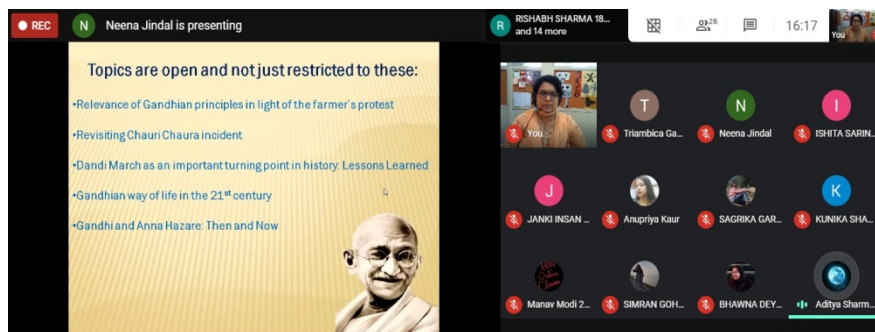 REC
N
Neena Jindal is presenting
R
RISHABH SHARMA 18...
and 14 more
28
16:17
You
Topics are open and not just restricted to these:
•Relevance of Gandhian principles in light of the farmer's protest
•Revisiting Chauri Chaura incident
•Dandi March as an important turning point in history: Lessons Learned
•Gandhian way of life in the 21st century
•Gandhi and Anna Hazare: Then and Now
You
T
Triambica Ga...
N
Neena Jindal
I
ISHITA SARIN...
J
JANKI INSAN ...
Anupriya Kaur
SAGRIKA GAR...
K
KUNIKA SHA...
Manav Modi 2...
SIMRAN GOH...
BHAWNA DEY...
Aditya Sharm...